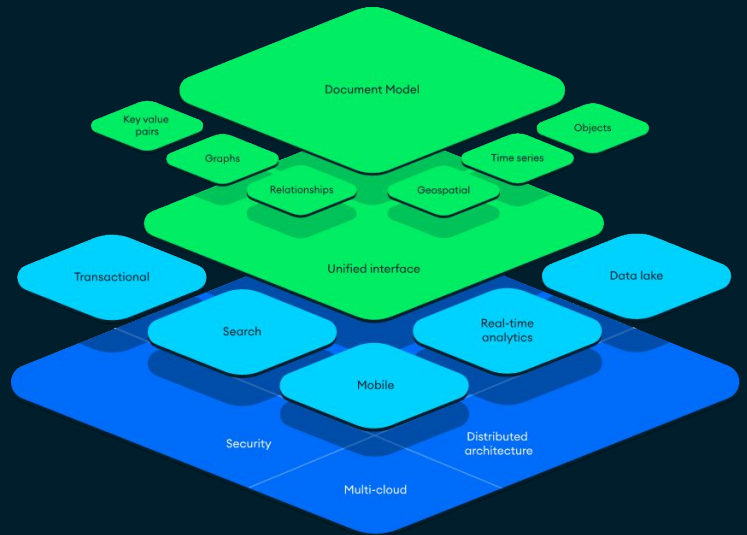 Document Model
Key value
pairs
Objects
Graphs
Time series
Relationships
Geospatial
Unified interface
Transactional
Data lake
Search
Real-time
analytics
Mobile
Security
Distributed
architecture
Multi-cloud